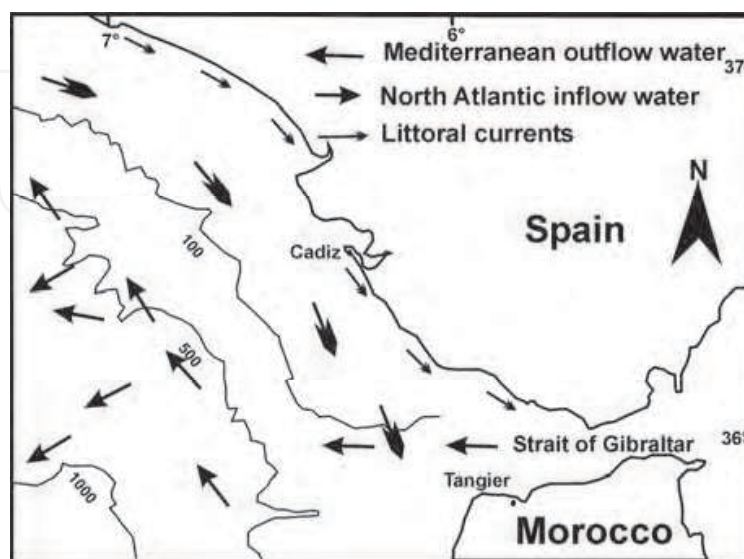 7°
6°
Mediterranean outflow water
37
North Atlantic inflow water
Littoral currents
N
Spain
Cadiz
100
500
1000
Strait of Gibraltar
36
Tangier
Morocco